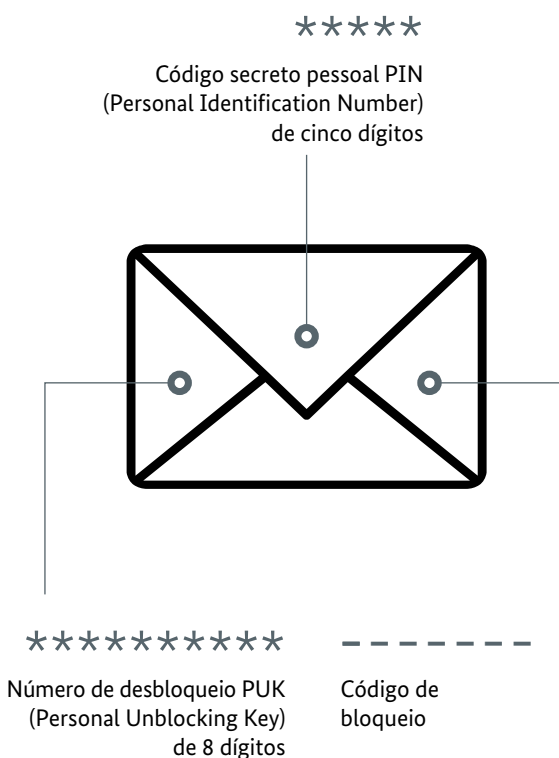 *****
Código secreto pessoal PIN
(Personal Identification Number)
de cinco dígitos
**********
Número de desbloqueio PUK
(Personal Unblocking Key)
de 8 dígitos
_ _ _ _ _ _ _
Código de
bloqueio